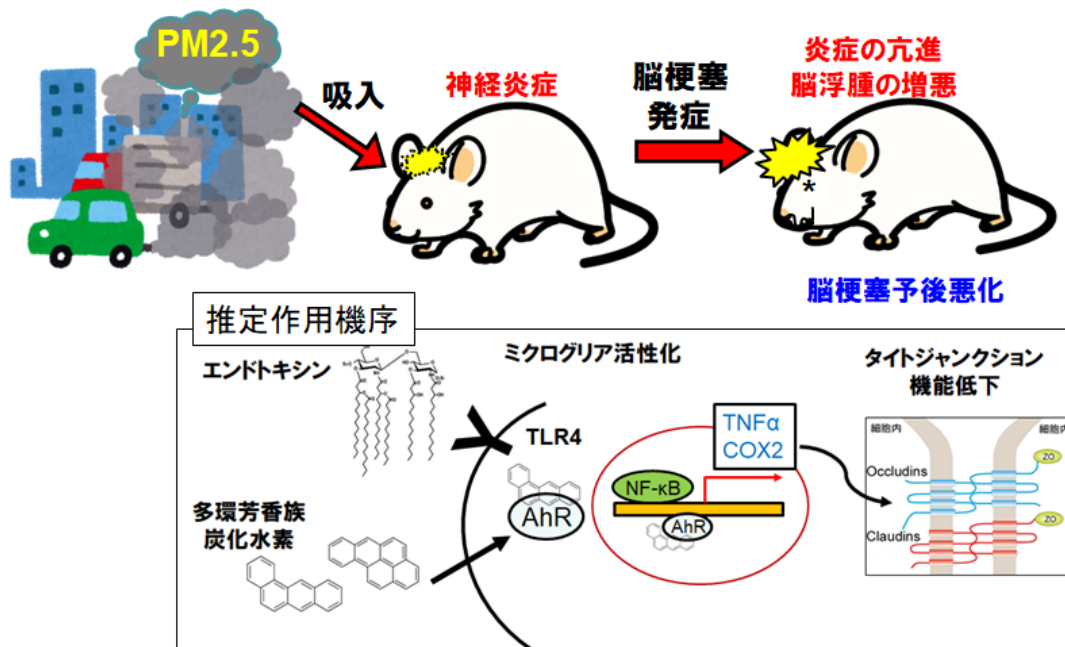 PM2.5
吸入
神経炎症
脳梗塞
発症
炎症の亢進
脳浮腫の増悪
*
脳梗塞予後悪化
推定作用機序
エンドトキシン
ミクログリア活性化
タイトジャンクション
機能低下
TLR4
TNFα
COX2
NF-κB
AhR
AhR
多環芳香族
炭化水素
細胞内
細胞内
ZO
Occludins
ZO
Claudins